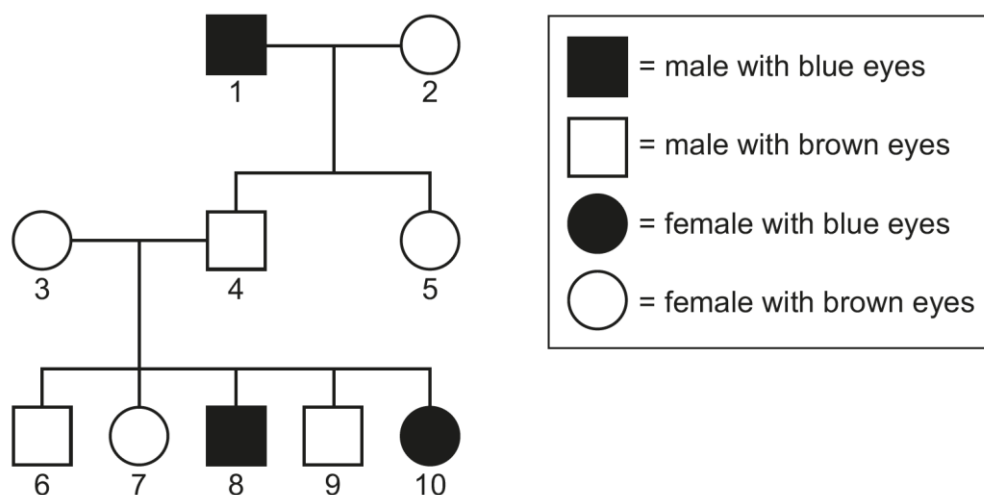 1
2
= male with blue eyes
= male with brown eyes
3
4
5
= female with blue eyes
= female with brown eyes
6
7
8
9
10